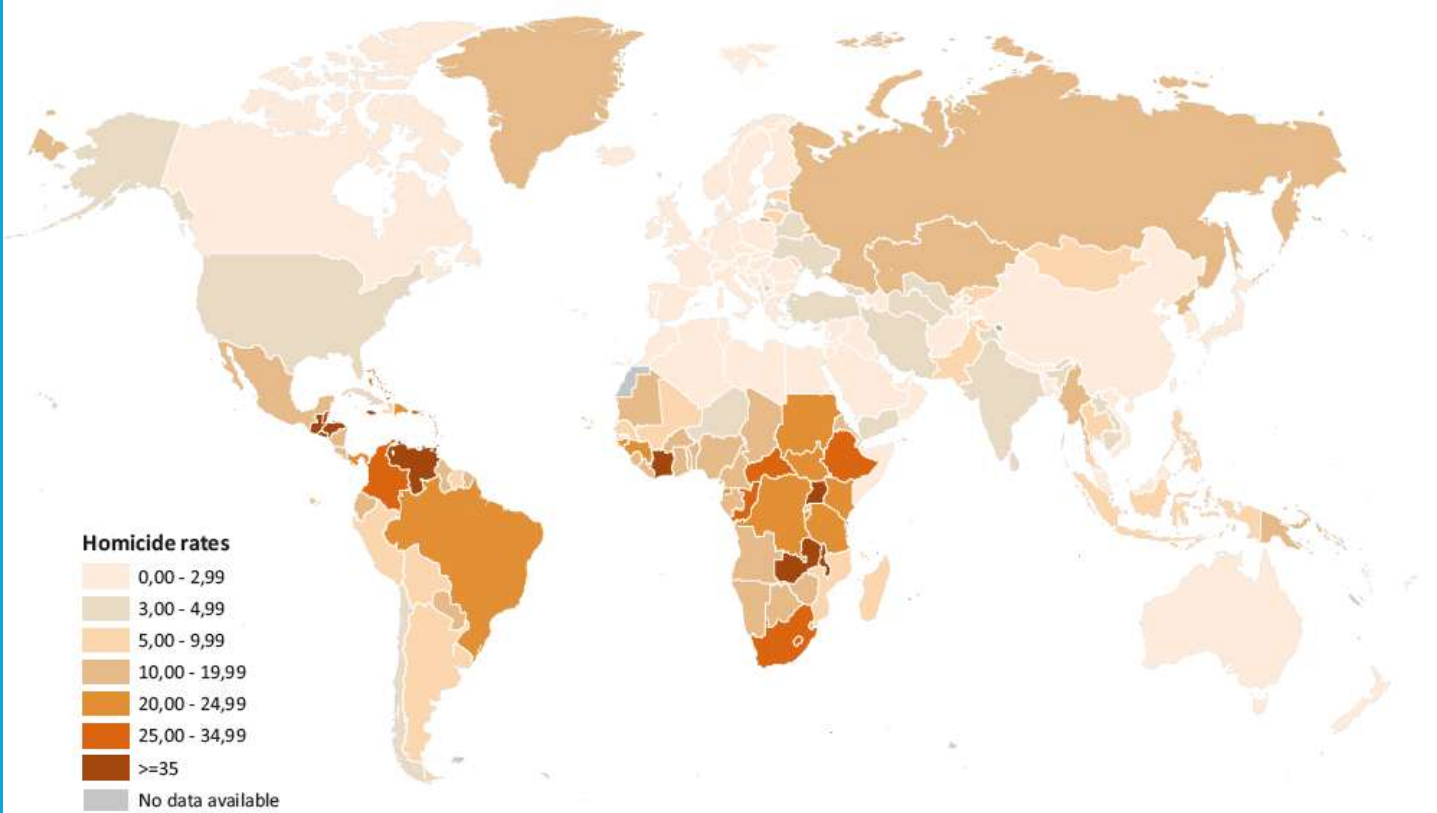 Homicide rates
0,00 - 2,99
3,00 - 4,99
5,00 - 9,99
10,00 - 19,99
20,00 - 24,99
25,00 - 34,99
>=35
No data available